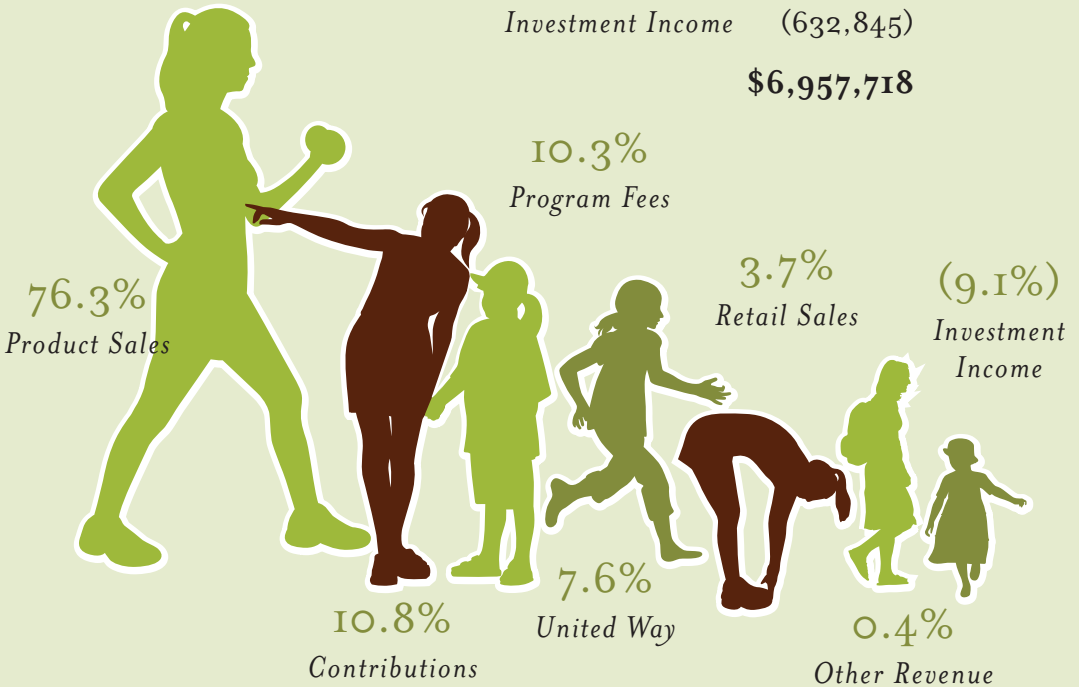 Investment Income (632,845)
$6,957,718
10.3%
Program Fees
3.7%
Retail Sales
(9.1%)
Investment
Income
76.3%
Product Sales
7.6%
United Way
10.8%
Contributions
0.4%
Other Revenue